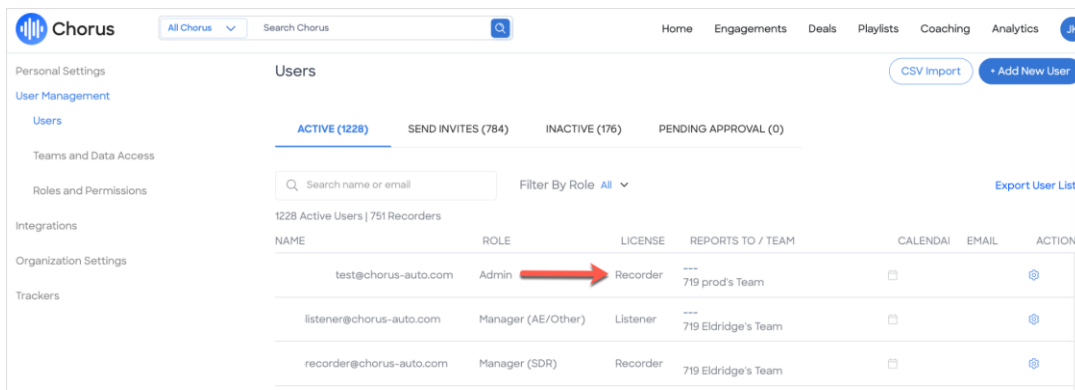 Chorus
All Chorus
Search Chorus
Home
Engagements
Deals
Playlists
Coaching
Analytics
Personal Settings
User Management
Users
Teams and Data Access
Roles and Permissions
Integrations
Organization Settings
Trackers
Users
CSV Import
+ Add New User
ACTIVE (1228)
SEND INVITES (784)
INACTIVE (176)
PENDING APPROVAL (0)
Search name or email
Filter By Role All
Export User List
1228 Active Users | 751 Recorders
NAME ROLE LICENSE REPORTS TO / TEAM CALENDAI EMAIL ACTION
test@chorus-auto.com Admin Recorder ---
719 prod's Team
listener@chorus-auto.com Manager (AE/Other) Listener ---
719 Eldridge's Team
recorder@chorus-auto.com Manager (SDR) Recorder
719 Eldridge's Team